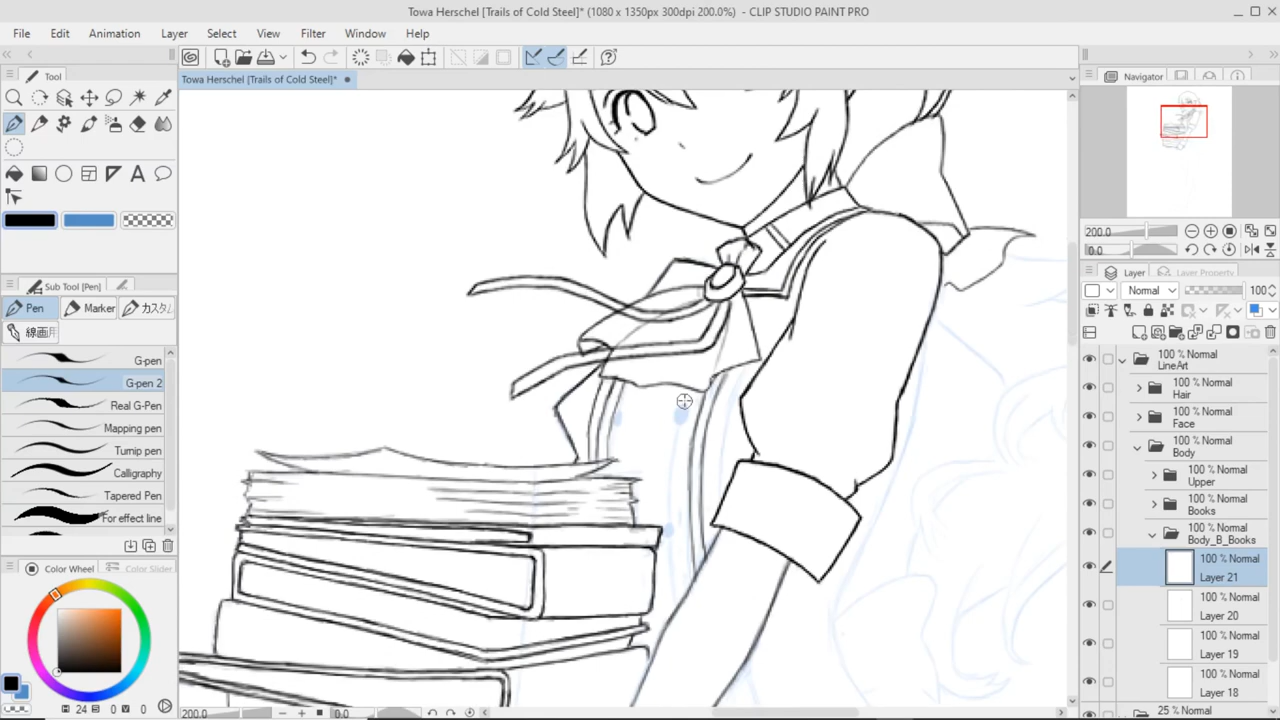 Towa Herschel [Trails of Cold Steel]* (1080 x 1350px 300dpi 200.0%) - CLIP STUDIO PAINT PRO
File Edit Animation Layer Select View Filter Window Help
Tool
Towa Herschel [Trails of Cold Steel]*
Navigator
200.0
0.0
Sub Tool [Pen]
Pen
Marker
カスタ
線画用
G-pen
G-pen 2
Real G-Pen
Mapping pen
Turnip pen
Calligraphy
Tapered Pen
For effect line
Color Wheel
Color Slider
24
0
0
200.0
0.0
Layer
Layer Property
Normal
100
100 % Normal
LineArt
100 % Normal
Hair
100 % Normal
Face
100 % Normal
Body
100 % Normal
Upper
100 % Normal
Books
100 % Normal
Body_B_Books
100 % Normal
Layer 21
100 % Normal
Layer 20
100 % Normal
Layer 19
100 % Normal
Layer 18
25 % Normal